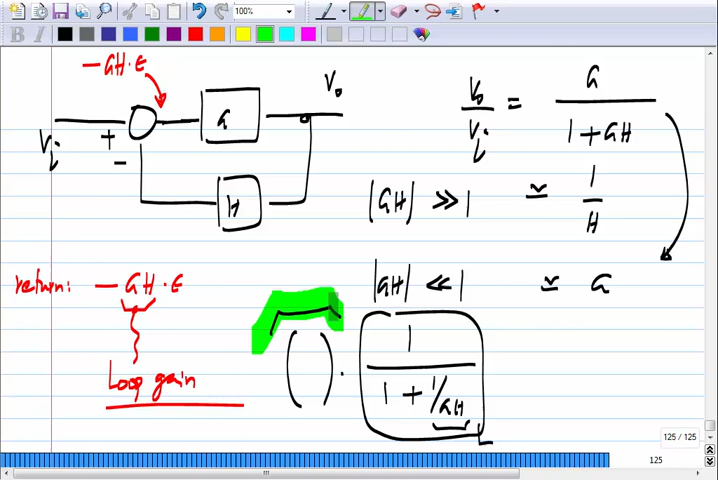 100%
B I U
-GH·E
Vi + - G Vo
H
Vo/Vi = G/(1+GH)
|GH| >> 1 ≅ 1/H
|GH| << 1 ≅ G
return: -GH·E
Loop gain
( ) · 1/(1+1/GH)
125 / 125
125